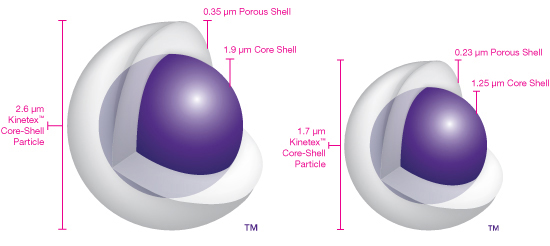 0.35 µm Porous Shell
1.9 µm Core Shell
2.6 µm
Kinetex™
Core-Shell
Particle
TM
0.23 µm Porous Shell
1.25 µm Core Shell
1.7 µm
Kinetex™
Core-Shell
Particle
TM